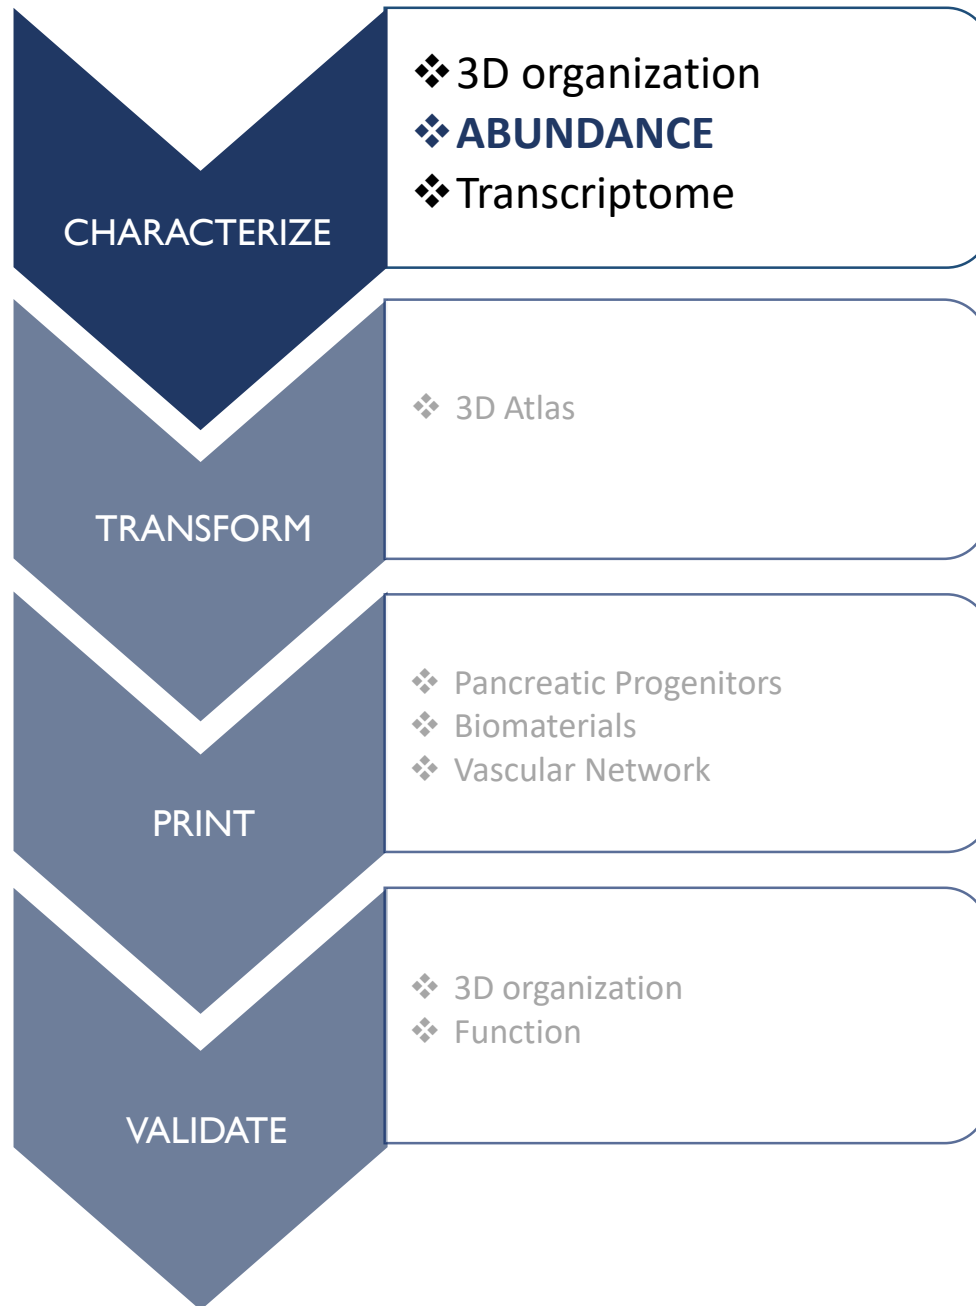 CHARACTERIZE
❖ 3D organization
❖ ABUNDANCE
❖ Transcriptome
TRANSFORM
❖ 3D Atlas
PRINT
❖ Pancreatic Progenitors
❖ Biomaterials
❖ Vascular Network
VALIDATE
❖ 3D organization
❖ Function